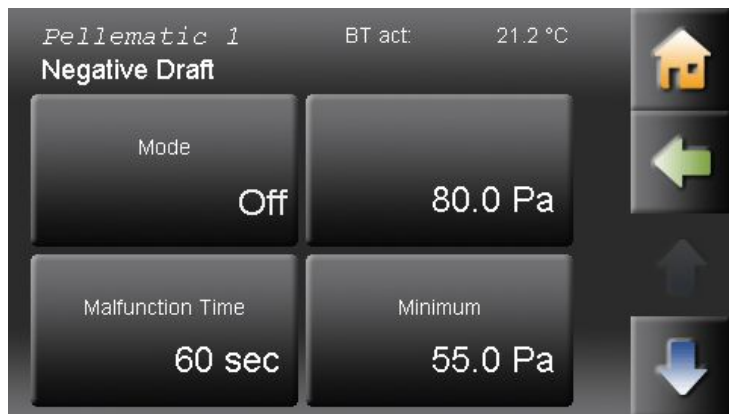 Pellematic 1 BT act: 21.2 °C
Negative Draft
Mode
Off
80.0 Pa
Malfunction Time
60 sec
Minimum
55.0 Pa